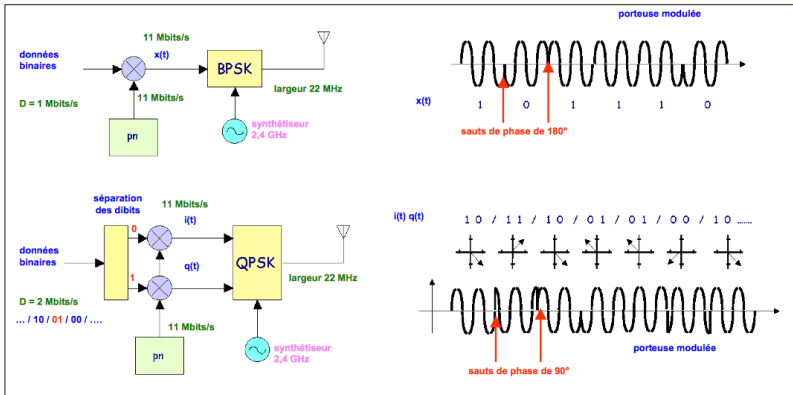 données
binaires
D = 1 Mbits/s
11 Mbits/s
x(t)
11 Mbits/s
pn
BPSK
largeur 22 MHz
synthétiseur
2,4 GHz
porteuse modulée
x(t)
1 0 1 1 1 0
sauts de phase de 180°
séparation
des dibits
11 Mbits/s
0
i(t)
données
binaires
1
q(t)
D = 2 Mbits/s
... / 10 / 01 / 00 / ....
11 Mbits/s
pn
QPSK
largeur 22 MHz
synthétiseur
2,4 GHz
i(t) q(t)
10 / 11 / 10 / 01 / 01 / 00 / 10 ......
sauts de phase de 90°
porteuse modulée